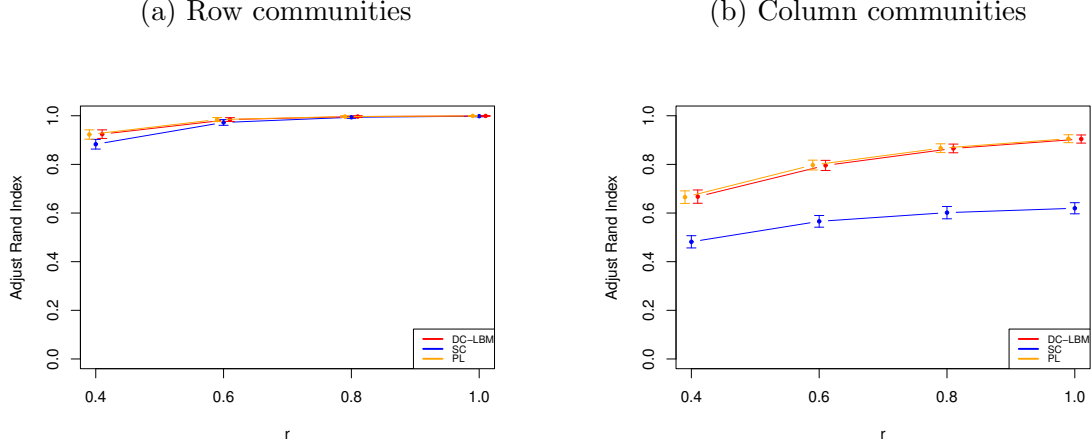 (a) Row communities
Adjust Rand Index
1.0
0.8
0.6
0.4
0.2
0.0
DC−LBM
SC
PL
0.4 0.6 0.8 1.0
r
(b) Column communities
Adjust Rand Index
1.0
0.8
0.6
0.4
0.2
0.0
DC−LBM
SC
PL
0.4 0.6 0.8 1.0
r